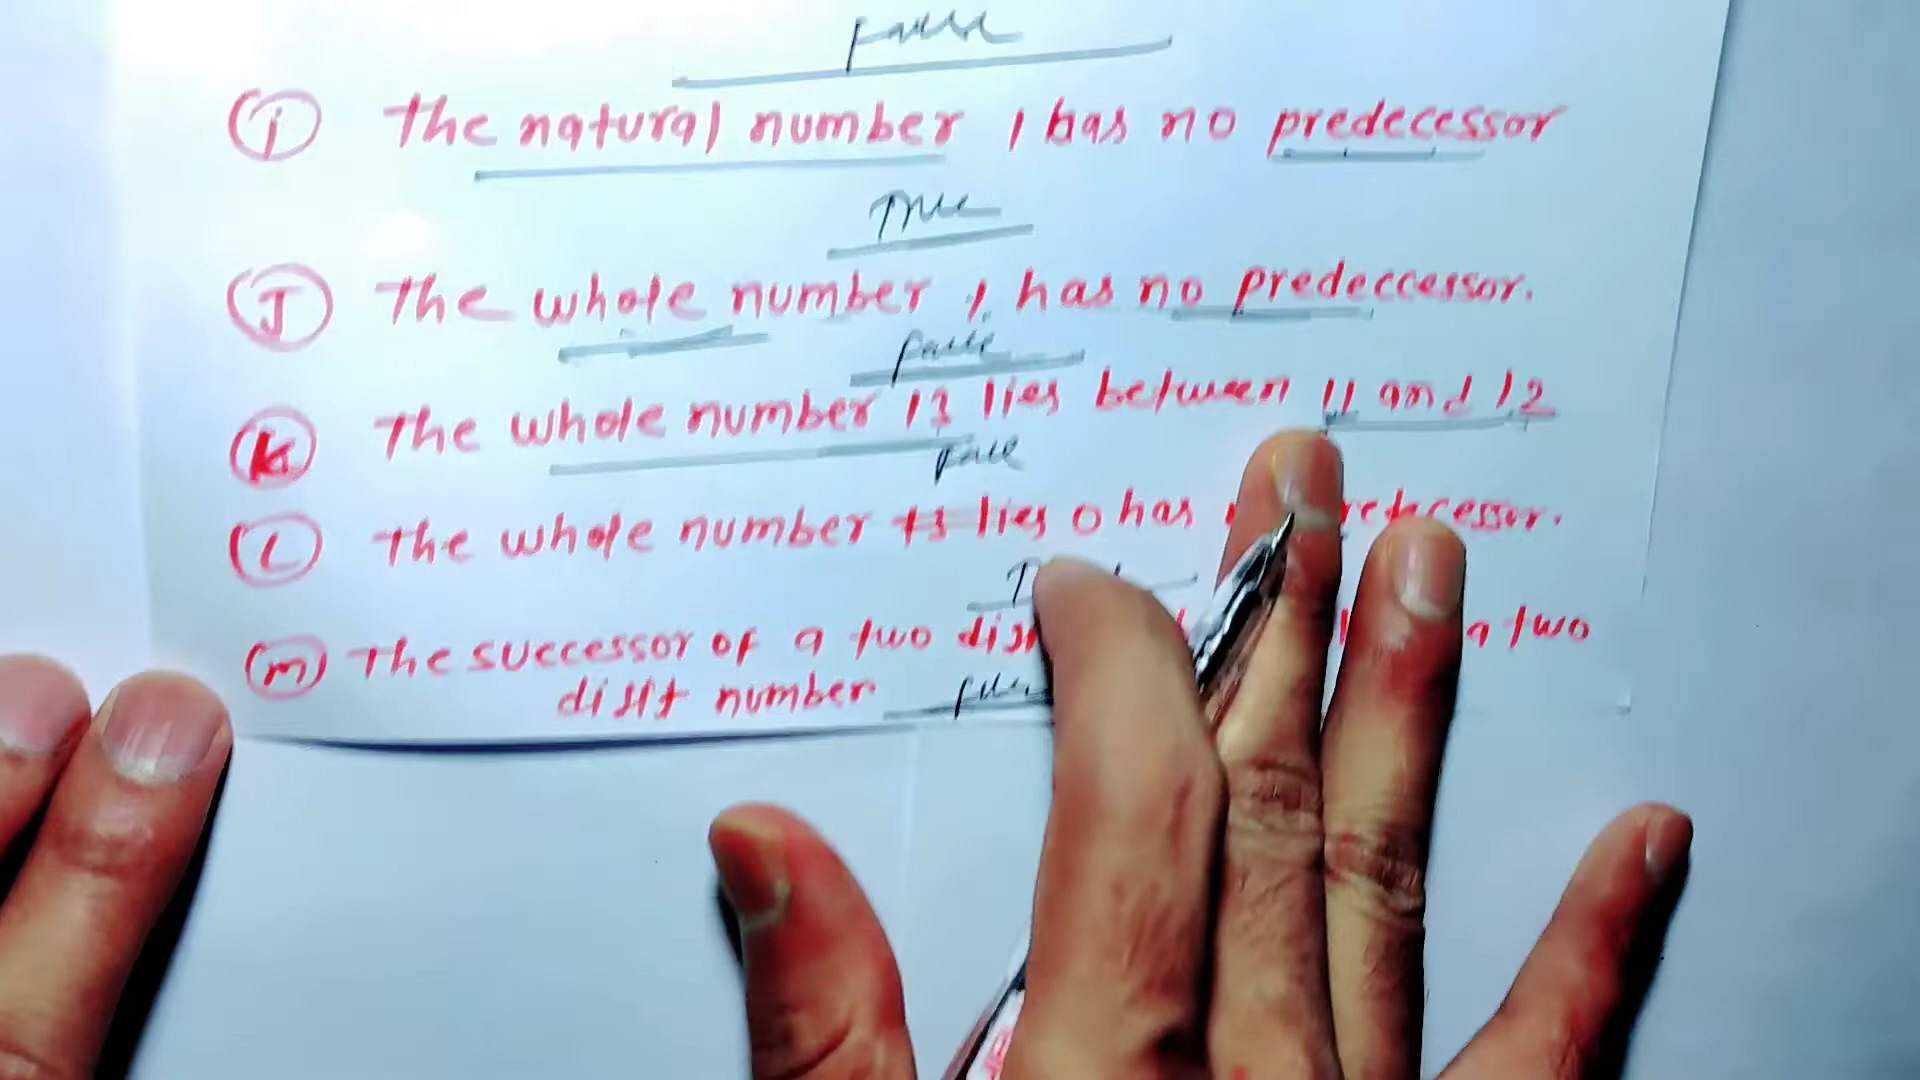 False
(i) The natural number 1 has no predecessor
True
(J) The whole number 1, has no predeccessor.
False
(k) The whole number 13 lies between 11 and 12
False
(L) The whole number 13 lies 0 has
(m) The successor of a two a two
digit number. False